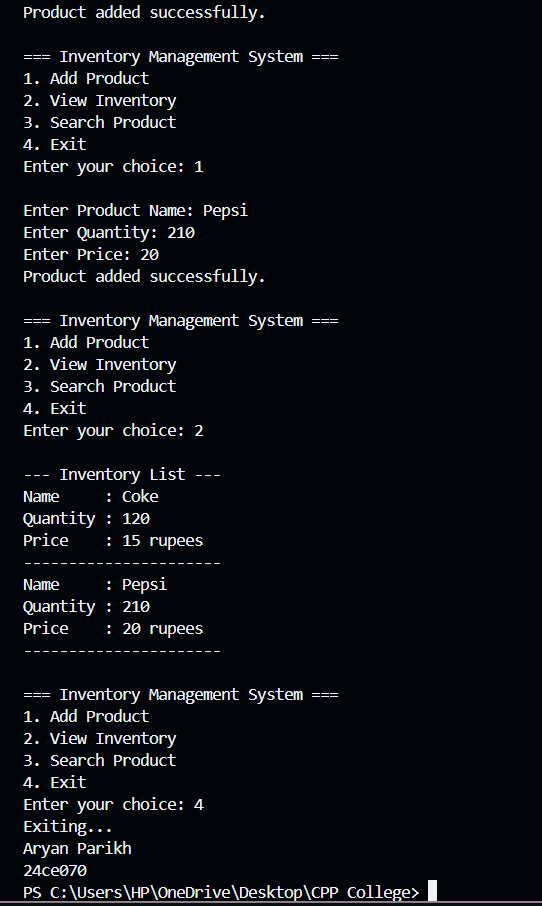 Product added successfully.
=== Inventory Management System ===
1. Add Product
2. View Inventory
3. Search Product
4. Exit
Enter your choice: 1
Enter Product Name: Pepsi
Enter Quantity: 210
Enter Price: 20
Product added successfully.
=== Inventory Management System ===
1. Add Product
2. View Inventory
3. Search Product
4. Exit
Enter your choice: 2
--- Inventory List ---
Name     : Coke
Quantity : 120
Price    : 15 rupees
----------------------
Name     : Pepsi
Quantity : 210
Price    : 20 rupees
----------------------
=== Inventory Management System ===
1. Add Product
2. View Inventory
3. Search Product
4. Exit
Enter your choice: 4
Exiting...
Aryan Parikh
24ce070
PS C:\Users\HP\OneDrive\Desktop\CPP College>